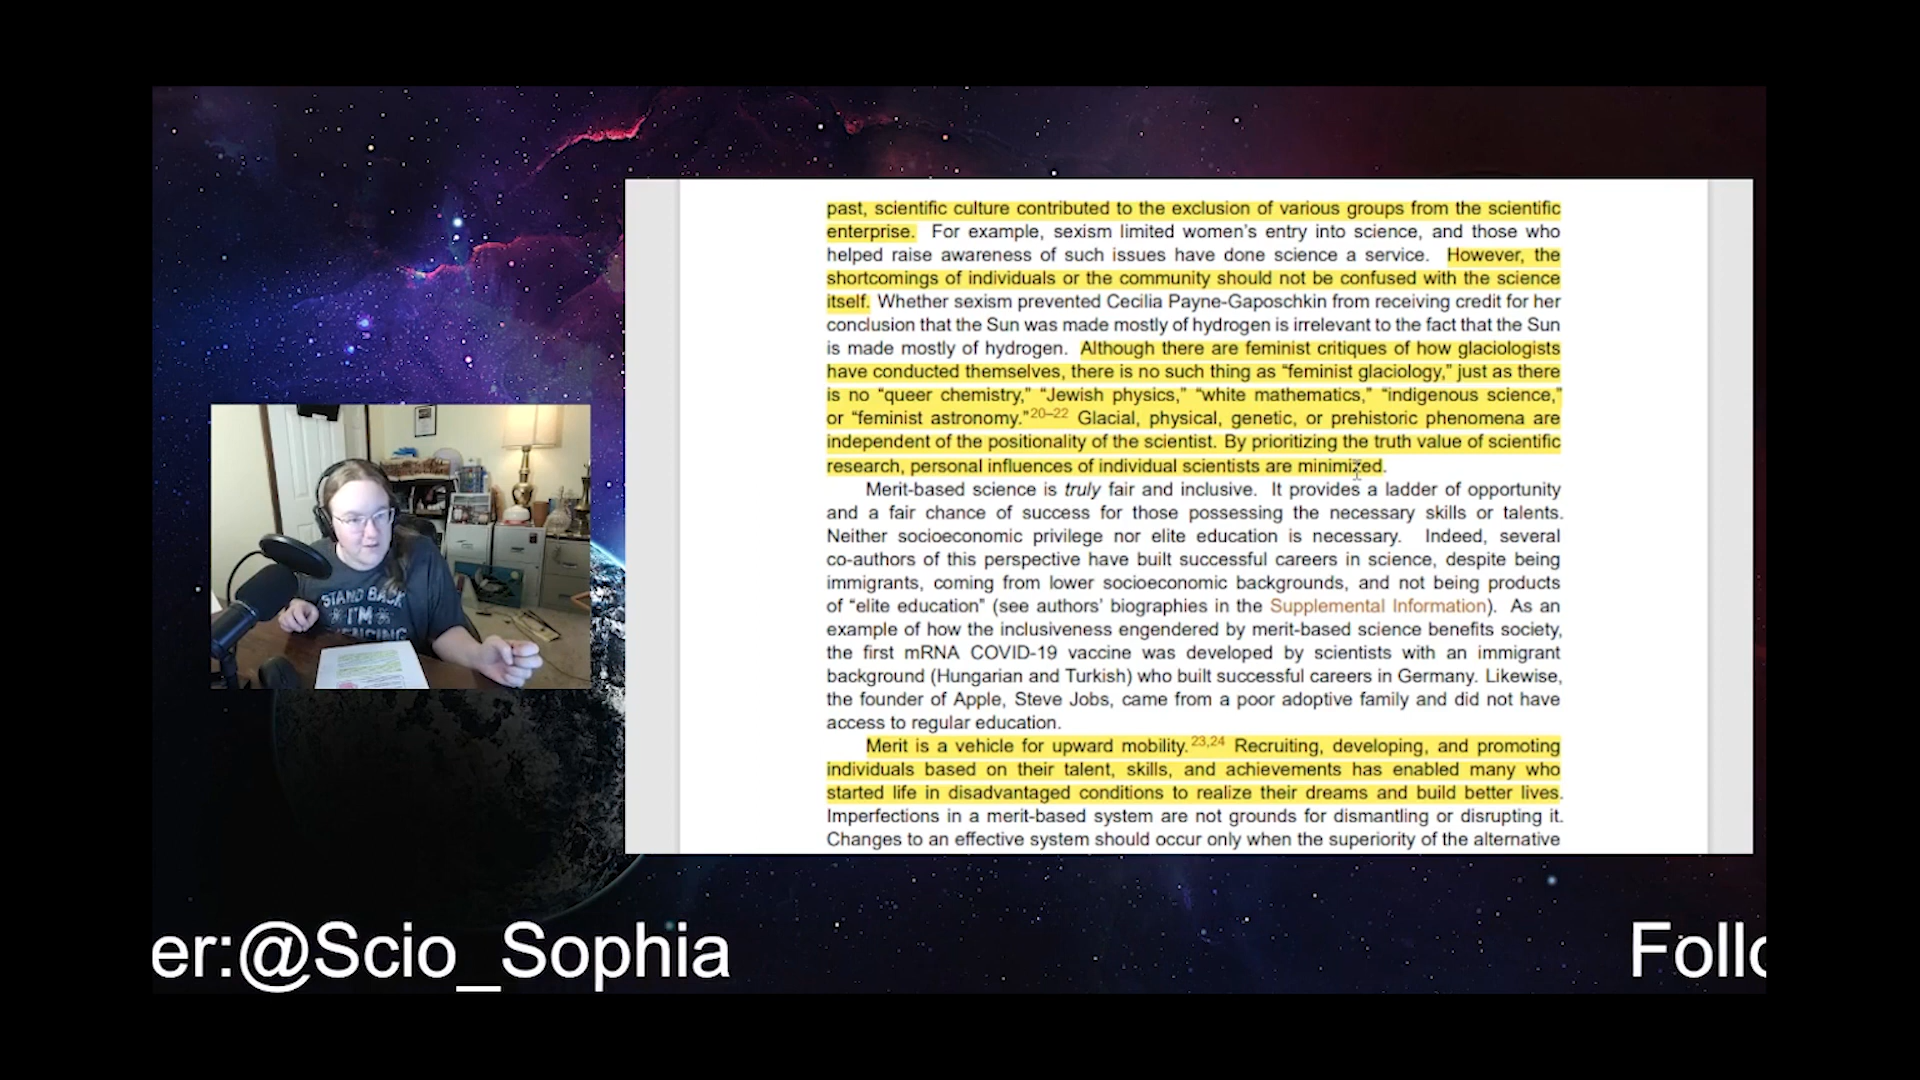 past, scientific culture contributed to the exclusion of various groups from the scientific
enterprise. For example, sexism limited women's entry into science, and those who
helped raise awareness of such issues have done science a service. However, the
shortcomings of individuals or the community should not be confused with the science
itself. Whether sexism prevented Cecilia Payne-Gaposchkin from receiving credit for her
conclusion that the Sun was made mostly of hydrogen is irrelevant to the fact that the Sun
is made mostly of hydrogen. Although there are feminist critiques of how glaciologists
have conducted themselves, there is no such thing as “feminist glaciology,” just as there
is no “queer chemistry,” “Jewish physics,” “white mathematics,” “indigenous science,”
or “feminist astronomy.”20–22 Glacial, physical, genetic, or prehistoric phenomena are
independent of the positionality of the scientist. By prioritizing the truth value of scientific
research, personal influences of individual scientists are minimized.
Merit-based science is truly fair and inclusive. It provides a ladder of opportunity
and a fair chance of success for those possessing the necessary skills or talents.
Neither socioeconomic privilege nor elite education is necessary. Indeed, several
co-authors of this perspective have built successful careers in science, despite being
immigrants, coming from lower socioeconomic backgrounds, and not being products
of “elite education” (see authors’ biographies in the Supplemental Information). As an
example of how the inclusiveness engendered by merit-based science benefits society,
the first mRNA COVID-19 vaccine was developed by scientists with an immigrant
background (Hungarian and Turkish) who built successful careers in Germany. Likewise,
the founder of Apple, Steve Jobs, came from a poor adoptive family and did not have
access to regular education.
Merit is a vehicle for upward mobility.23,24 Recruiting, developing, and promoting
individuals based on their talent, skills, and achievements has enabled many who
started life in disadvantaged conditions to realize their dreams and build better lives.
Imperfections in a merit-based system are not grounds for dismantling or disrupting it.
Changes to an effective system should occur only when the superiority of the alternative
STAND BACK
I'M
er:@Scio_Sophia
Follo